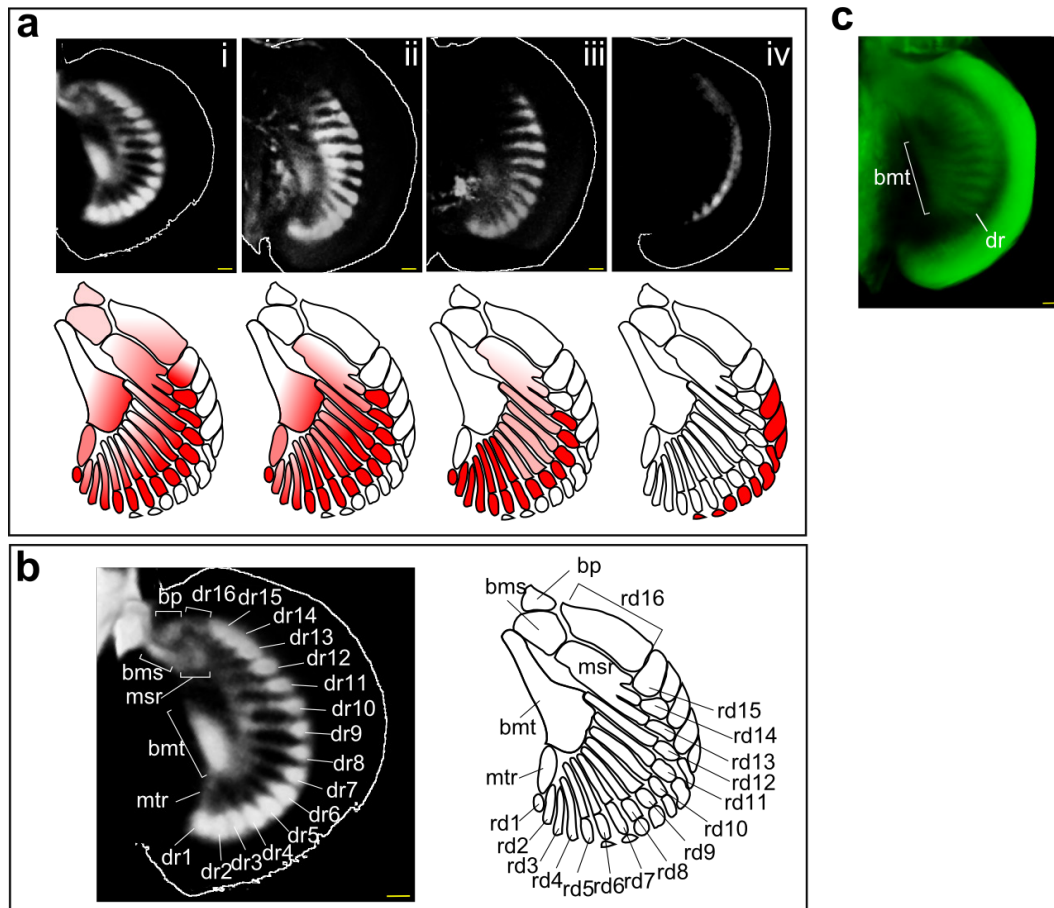 a
i
ii
iii
iv
c
bmt
dr
b
bp
dr16
dr15
dr14
dr13
dr12
dr11
dr10
dr9
dr8
dr7
dr6
dr5
dr4
dr3
dr2
dr1
bms
msr
bmt
mtr
bp
bms
rd16
msr
bmt
mtr
rd15
rd14
rd13
rd12
rd11
rd10
rd9
rd8
rd7
rd6
rd5
rd4
rd3
rd2
rd1